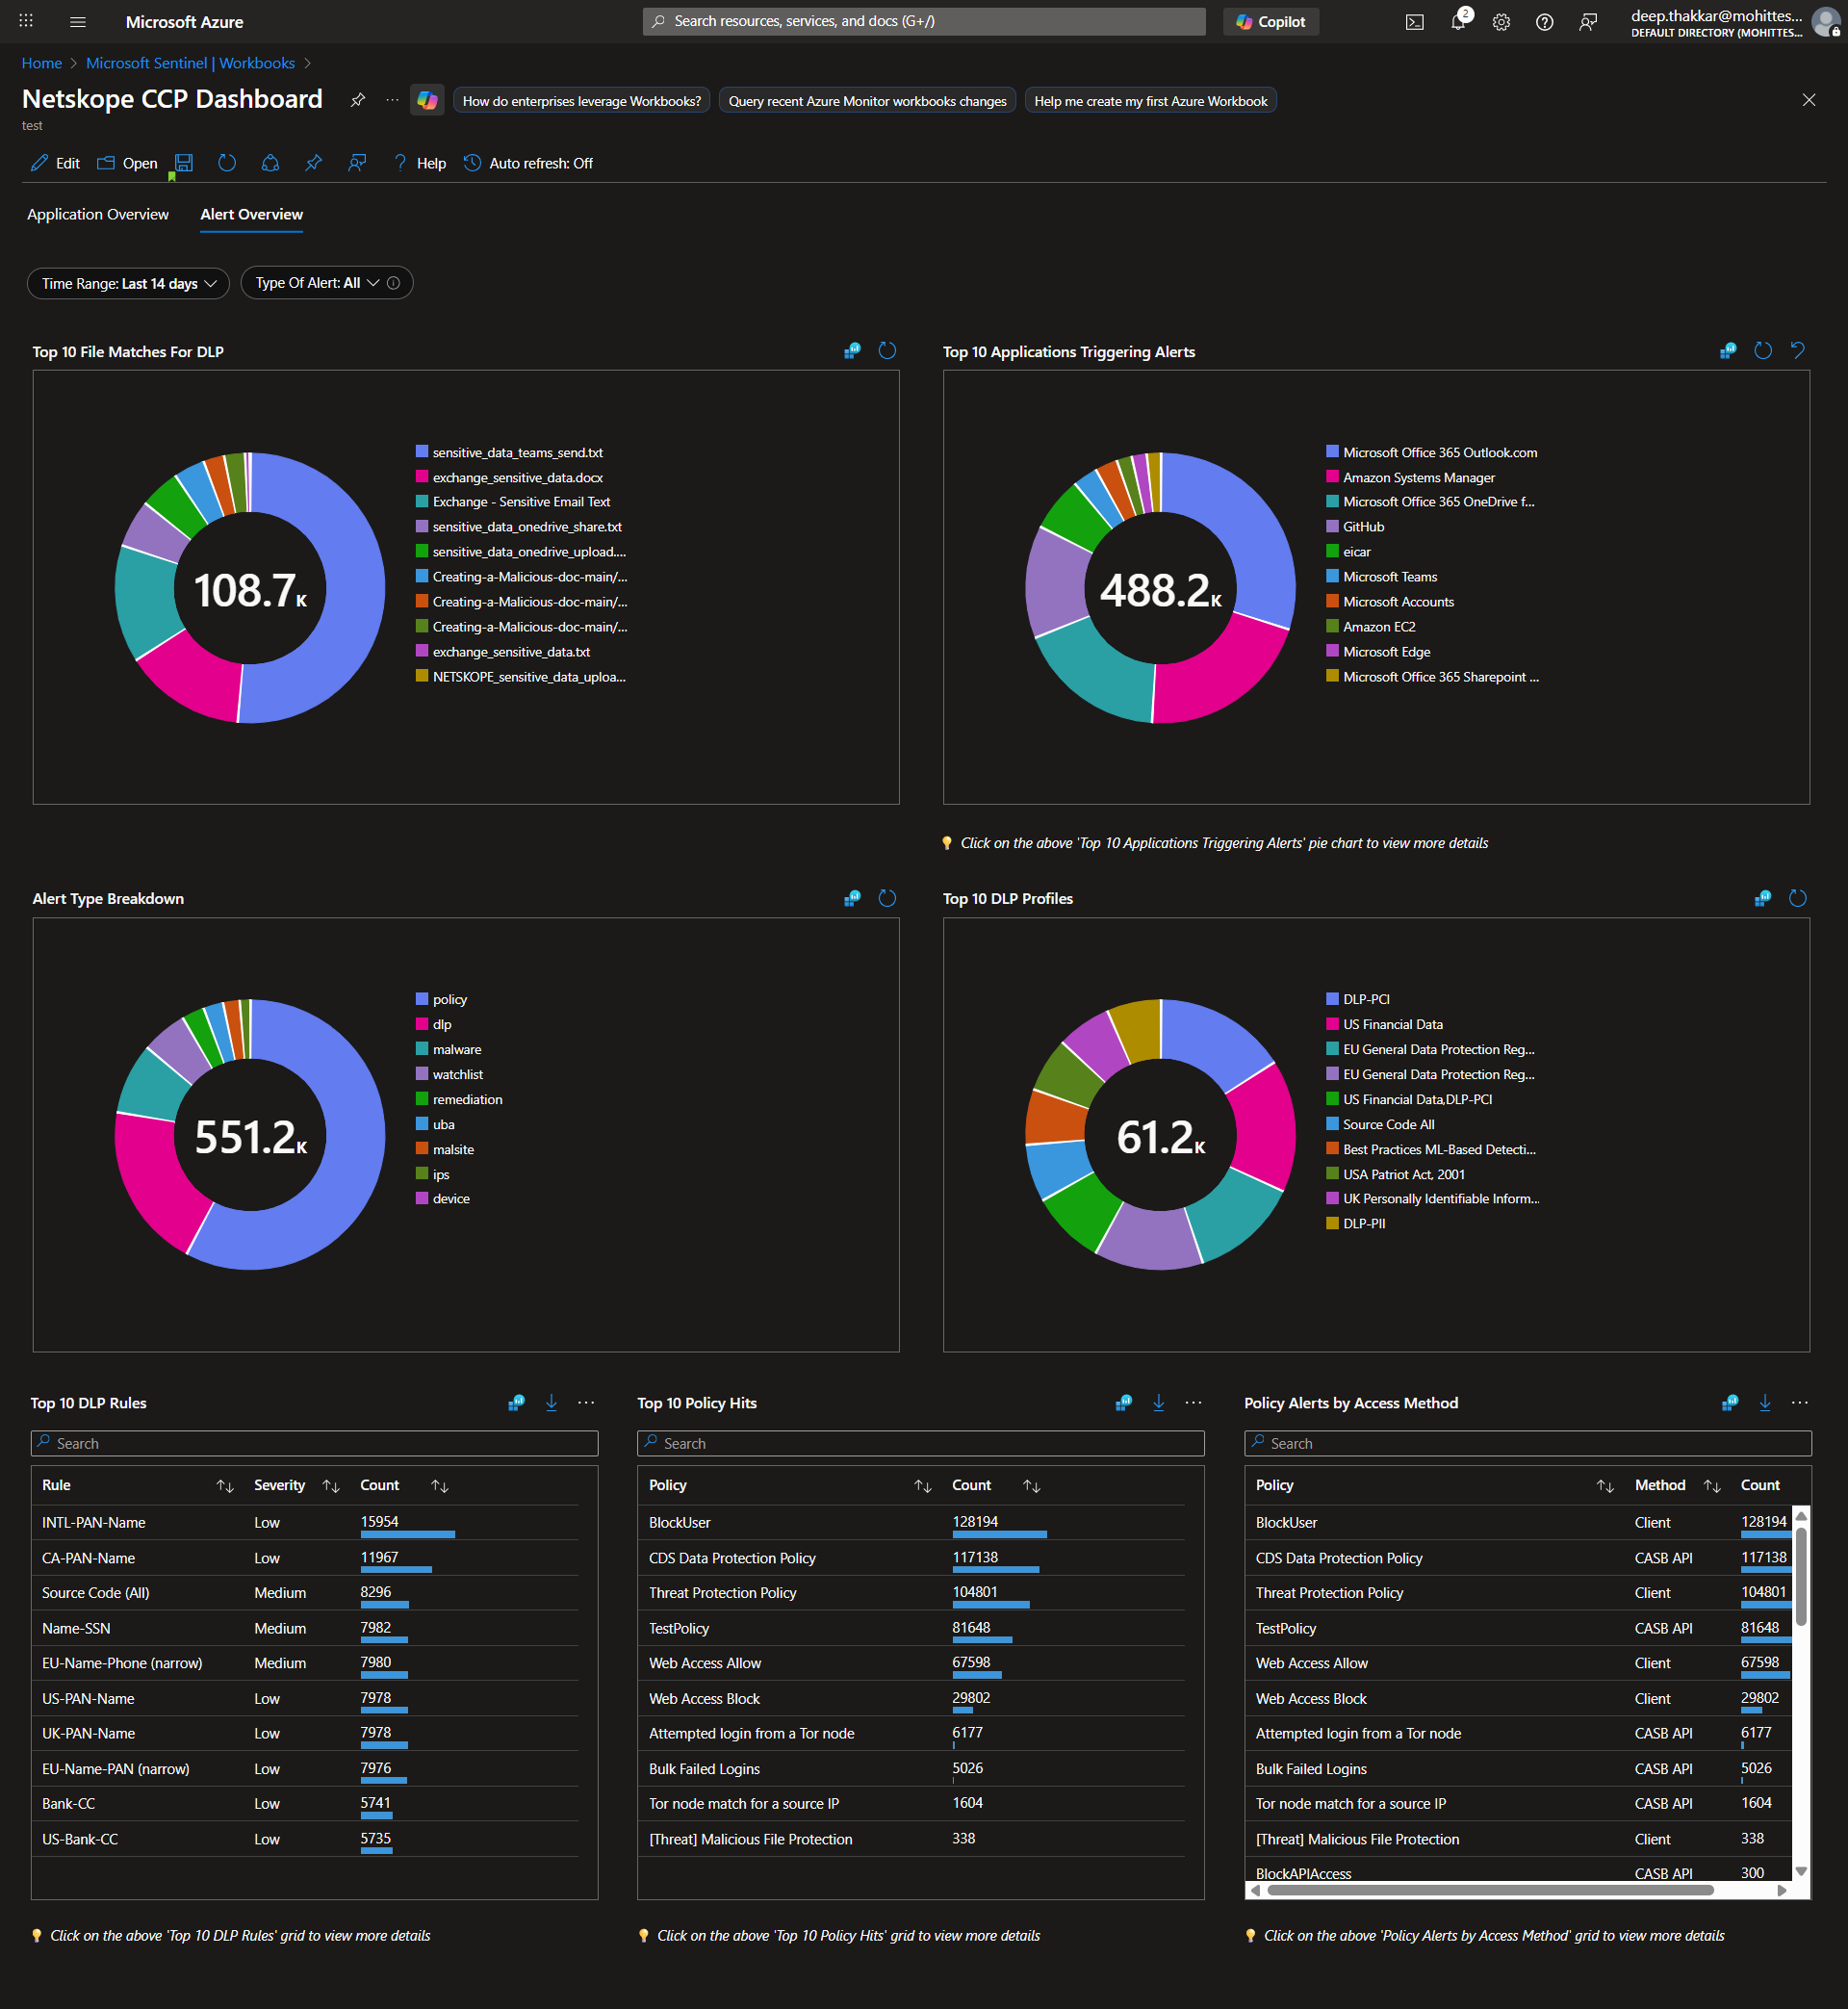 Microsoft Azure
Search resources, services, and docs (G+/)
Copilot
2
deep.thakkar@mohittes...
DEFAULT DIRECTORY (MOHITTES...
Home > Microsoft Sentinel | Workbooks >
Netskope CCP Dashboard
...
How do enterprises leverage Workbooks?
Query recent Azure Monitor workbooks changes
Help me create my first Azure Workbook
test
Edit
Open
? Help
Auto refresh: Off
Application Overview
Alert Overview
Time Range: Last 14 days
Type Of Alert: All
Top 10 File Matches For DLP
108.7K
sensitive_data_teams_send.txt
exchange_sensitive_data.docx
Exchange - Sensitive Email Text
sensitive_data_onedrive_share.txt
sensitive_data_onedrive_upload....
Creating-a-Malicious-doc-main/...
Creating-a-Malicious-doc-main/...
Creating-a-Malicious-doc-main/...
exchange_sensitive_data.txt
NETSKOPE_sensitive_data_uploa...
Top 10 Applications Triggering Alerts
488.2K
Microsoft Office 365 Outlook.com
Amazon Systems Manager
Microsoft Office 365 OneDrive f...
GitHub
eicar
Microsoft Teams
Microsoft Accounts
Amazon EC2
Microsoft Edge
Microsoft Office 365 Sharepoint ...
Click on the above 'Top 10 Applications Triggering Alerts' pie chart to view more details
Alert Type Breakdown
551.2K
policy
dlp
malware
watchlist
remediation
uba
malsite
ips
device
Top 10 DLP Profiles
61.2K
DLP-PCI
US Financial Data
EU General Data Protection Reg...
EU General Data Protection Reg...
US Financial Data,DLP-PCI
Source Code All
Best Practices ML-Based Detecti...
USA Patriot Act, 2001
UK Personally Identifiable Inform...
DLP-PII
Top 10 DLP Rules
...
Search
Rule Severity Count
INTL-PAN-Name Low 15954
CA-PAN-Name Low 11967
Source Code (All) Medium 8296
Name-SSN Medium 7982
EU-Name-Phone (narrow) Medium 7980
US-PAN-Name Low 7978
UK-PAN-Name Low 7978
EU-Name-PAN (narrow) Low 7976
Bank-CC Low 5741
US-Bank-CC Low 5735
Click on the above 'Top 10 DLP Rules' grid to view more details
Top 10 Policy Hits
...
Search
Policy Count
BlockUser 128194
CDS Data Protection Policy 117138
Threat Protection Policy 104801
TestPolicy 81648
Web Access Allow 67598
Web Access Block 29802
Attempted login from a Tor node 6177
Bulk Failed Logins 5026
Tor node match for a source IP 1604
[Threat] Malicious File Protection 338
Click on the above 'Top 10 Policy Hits' grid to view more details
Policy Alerts by Access Method
...
Search
Policy Method Count
BlockUser Client 128194
CDS Data Protection Policy CASB API 117138
Threat Protection Policy Client 104801
TestPolicy CASB API 81648
Web Access Allow Client 67598
Web Access Block Client 29802
Attempted login from a Tor node CASB API 6177
Bulk Failed Logins CASB API 5026
Tor node match for a source IP CASB API 1604
[Threat] Malicious File Protection Client 338
BlockAPIAccess CASB API 300
Click on the above 'Policy Alerts by Access Method' grid to view more details